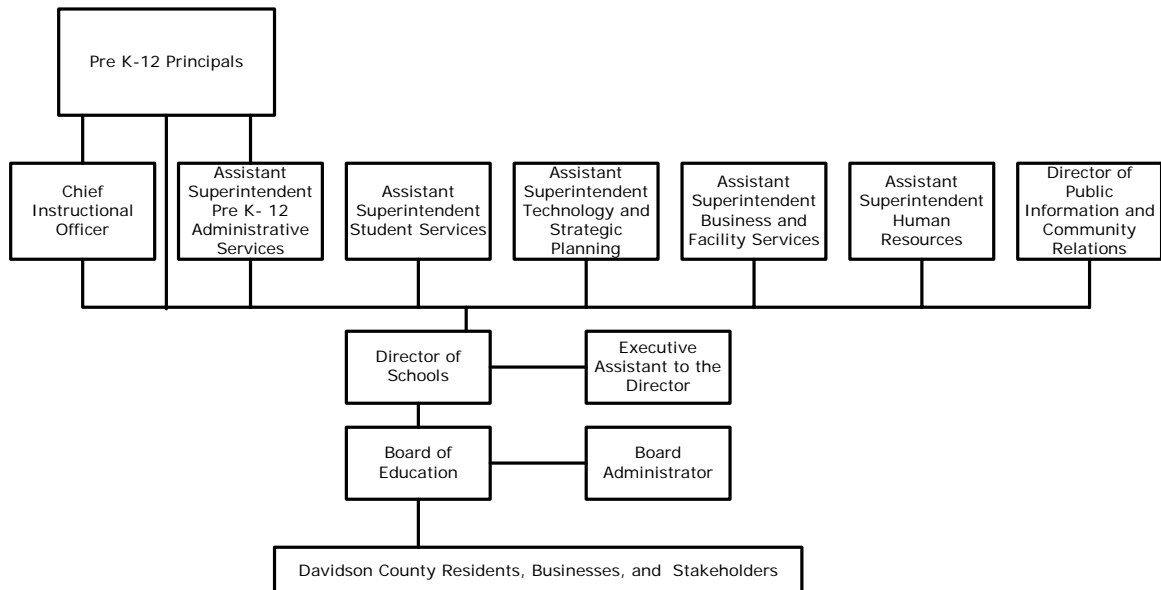 Pre K-12 Principals
Chief
Instructional
Officer
Assistant
Superintendent
Pre K- 12
Administrative
Services
Assistant
Superintendent
Student Services
Assistant
Superintendent
Technology and
Strategic
Planning
Assistant
Superintendent
Business and
Facility Services
Assistant
Superintendent
Human
Resources
Director of
Public
Information and
Community
Relations
Director of
Schools
Executive
Assistant to the
Director
Board of
Education
Board
Administrator
Davidson County Residents, Businesses, and  Stakeholders